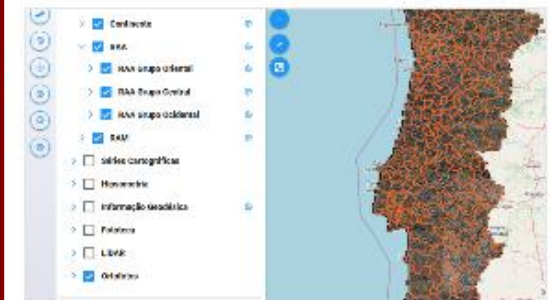 Continente
RAA
RAA Grupo Oriental
RAA Grupo Central
RAA Grupo Ocidental
RAM
Séries Cartográficas
Hipsometria
Informação Geodésica
Fototeca
LIDAR
Ortofotos